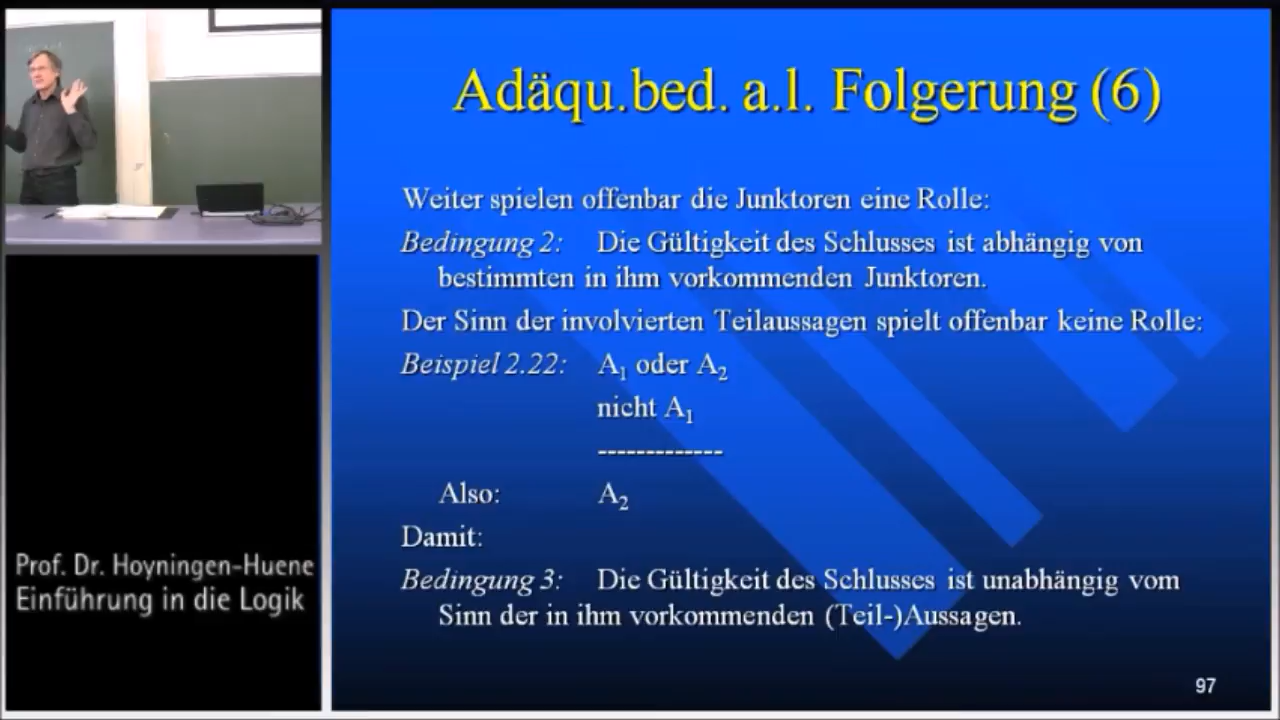 Adäqu.bed. a.l. Folgerung (6)
Weiter spielen offenbar die Junktoren eine Rolle:
Bedingung 2: Die Gültigkeit des Schlusses ist abhängig von
bestimmten in ihm vorkommenden Junktoren.
Der Sinn der involvierten Teilaussagen spielt offenbar keine Rolle:
Beispiel 2.22: A₁ oder A₂
nicht A₁
-------------
Also: A₂
Damit:
Bedingung 3: Die Gültigkeit des Schlusses ist unabhängig vom
Sinn der in ihm vorkommenden (Teil-)Aussagen.
97
Prof. Dr. Hoyningen-Huene
Einführung in die Logik